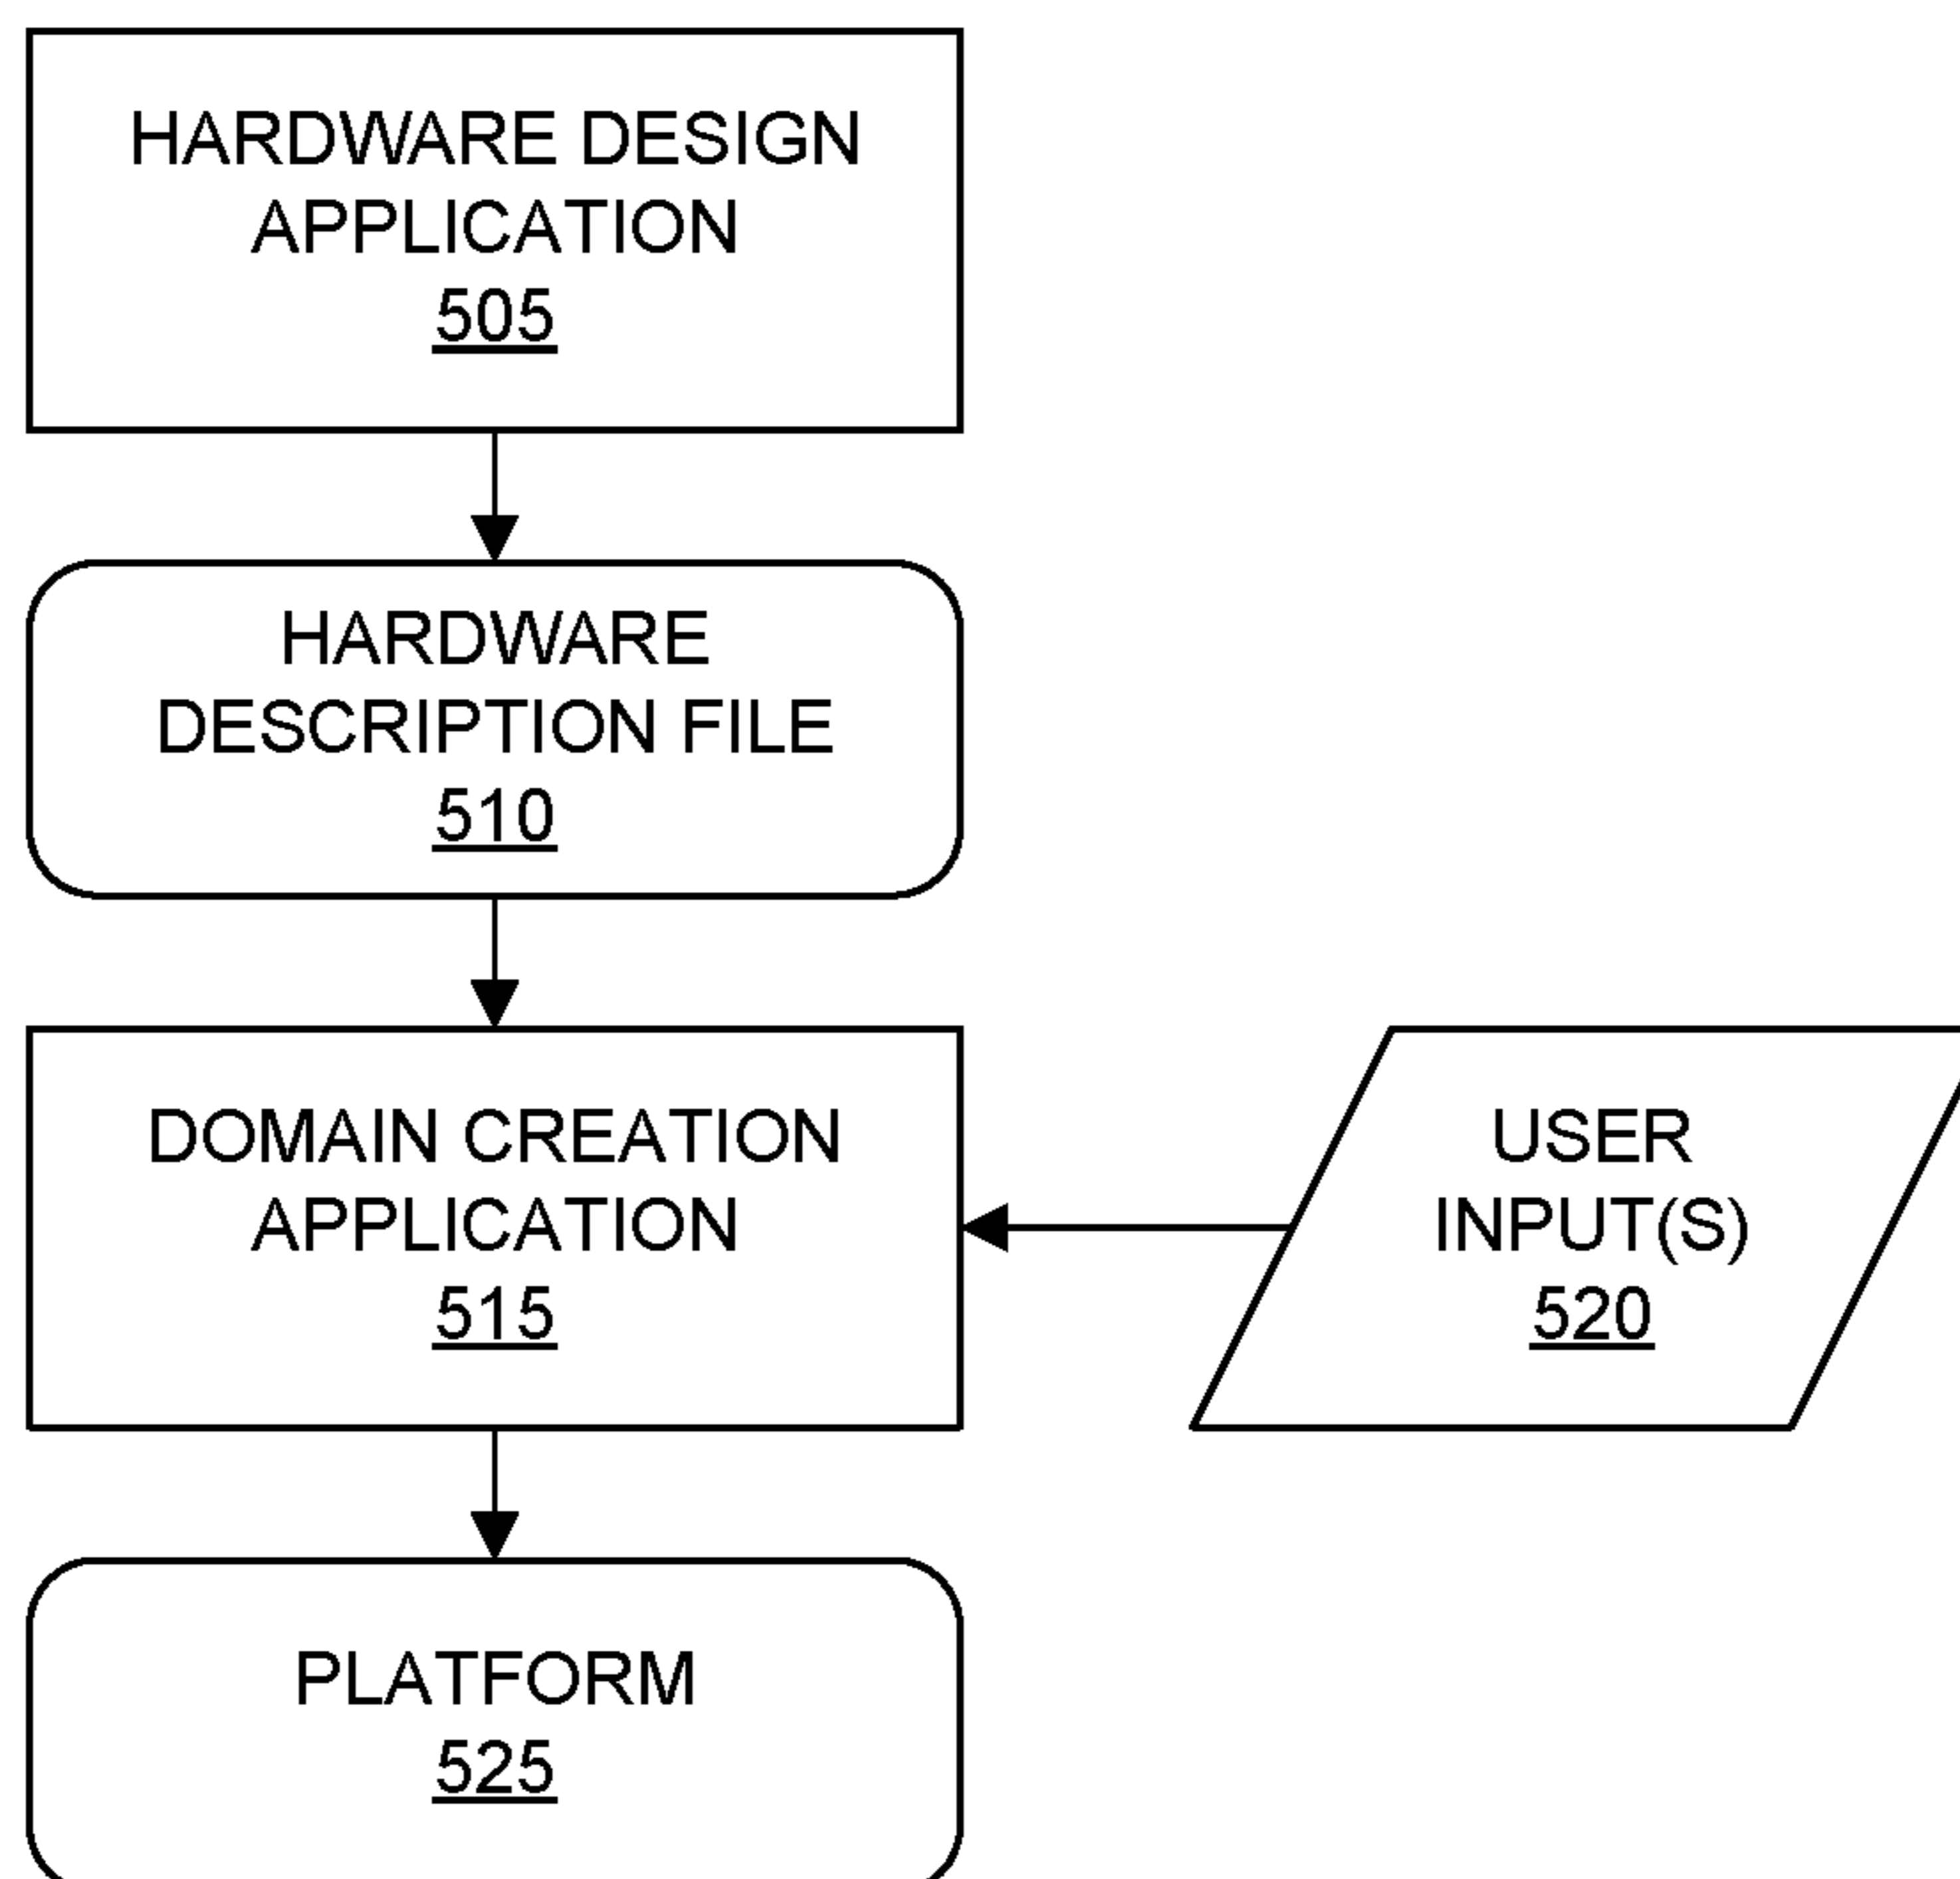 HARDWARE DESIGN
APPLICATION
505
HARDWARE
DESCRIPTION FILE
510
DOMAIN CREATION
APPLICATION
515
USER
INPUT(S)
520
PLATFORM
525